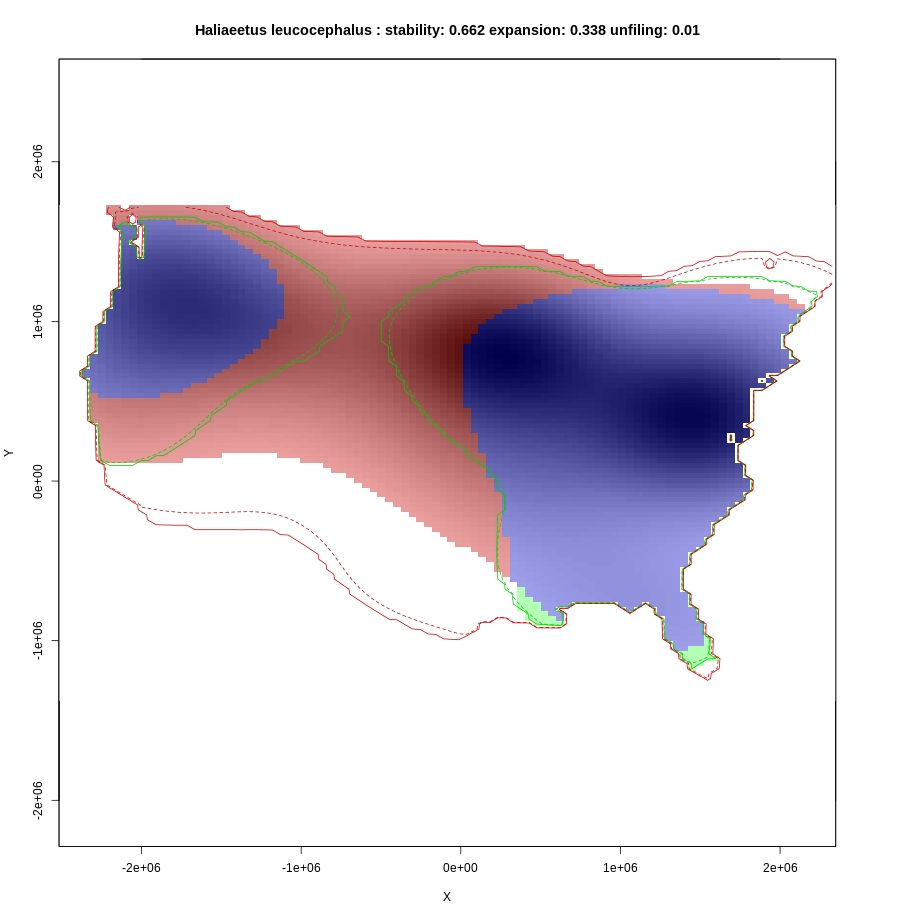 Haliaeetus leucocephalus : stability: 0.662 expansion: 0.338 unfiling: 0.01
2e+06
1e+06
Y
0e+00
-1e+06
-2e+06
-2e+06 -1e+06 0e+00 1e+06 2e+06
X